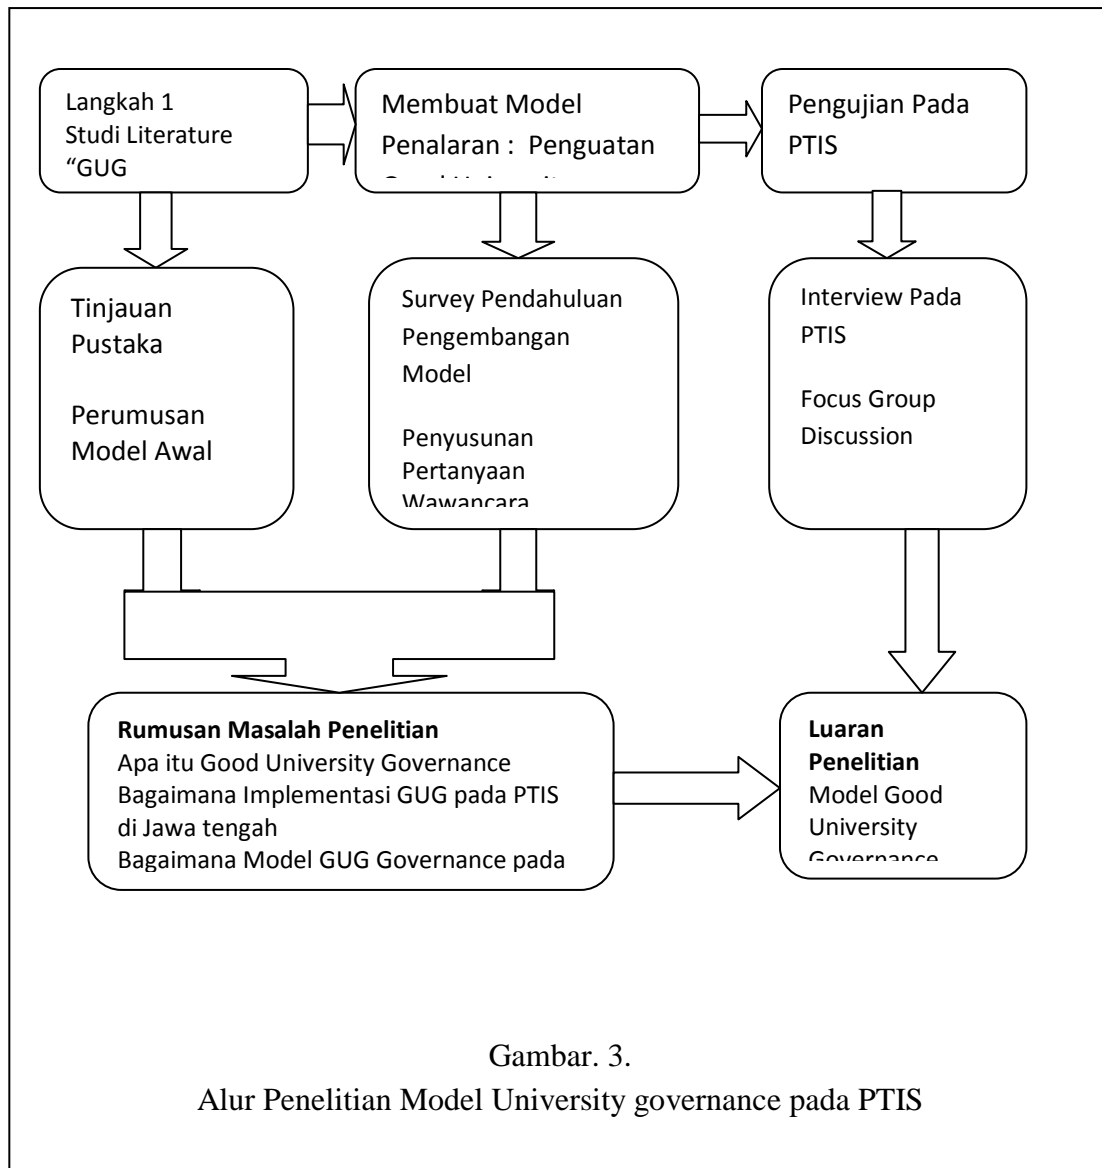 Langkah 1
Studi Literature
“GUG
Membuat Model
Penalaran : Penguatan
Pengujian Pada
PTIS
Tinjauan
Pustaka
Perumusan
Model Awal
Survey Pendahuluan
Pengembangan
Model
Penyusunan
Pertanyaan
Wawancara
Interview Pada
PTIS
Focus Group
Discussion
Rumusan Masalah Penelitian
Apa itu Good University Governance
Bagaimana Implementasi GUG pada PTIS
di Jawa tengah
Bagaimana Model GUG Governance pada
Luaran
Penelitian
Model Good
University
Governance
Gambar. 3.
Alur Penelitian Model University governance pada PTIS